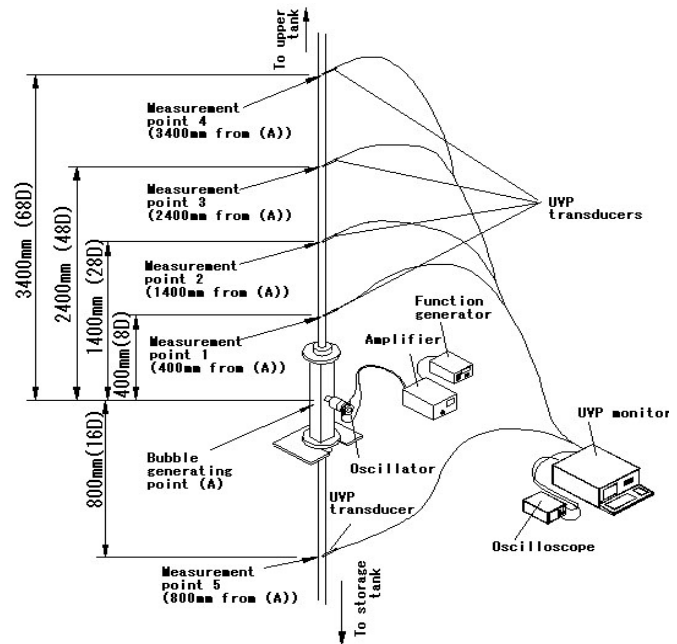 To upper
tank
Measurement
point 4
(3400mm from (A))
Measurement
point 3
(2400mm from (A))
UVP
transducers
Measurement
point 2
(1400mm from (A))
Function
generator
Amplifier
Measurement
point 1
(400mm from (A))
3400mm (68D)
2400mm (48D)
1400mm (28D)
400mm(8D)
800mm(16D)
UVP monitor
Bubble
generating
point (A)
Oscillator
UVP
transducer
Oscilloscope
Measurement
point 5
(800mm from (A))
To storage
tank